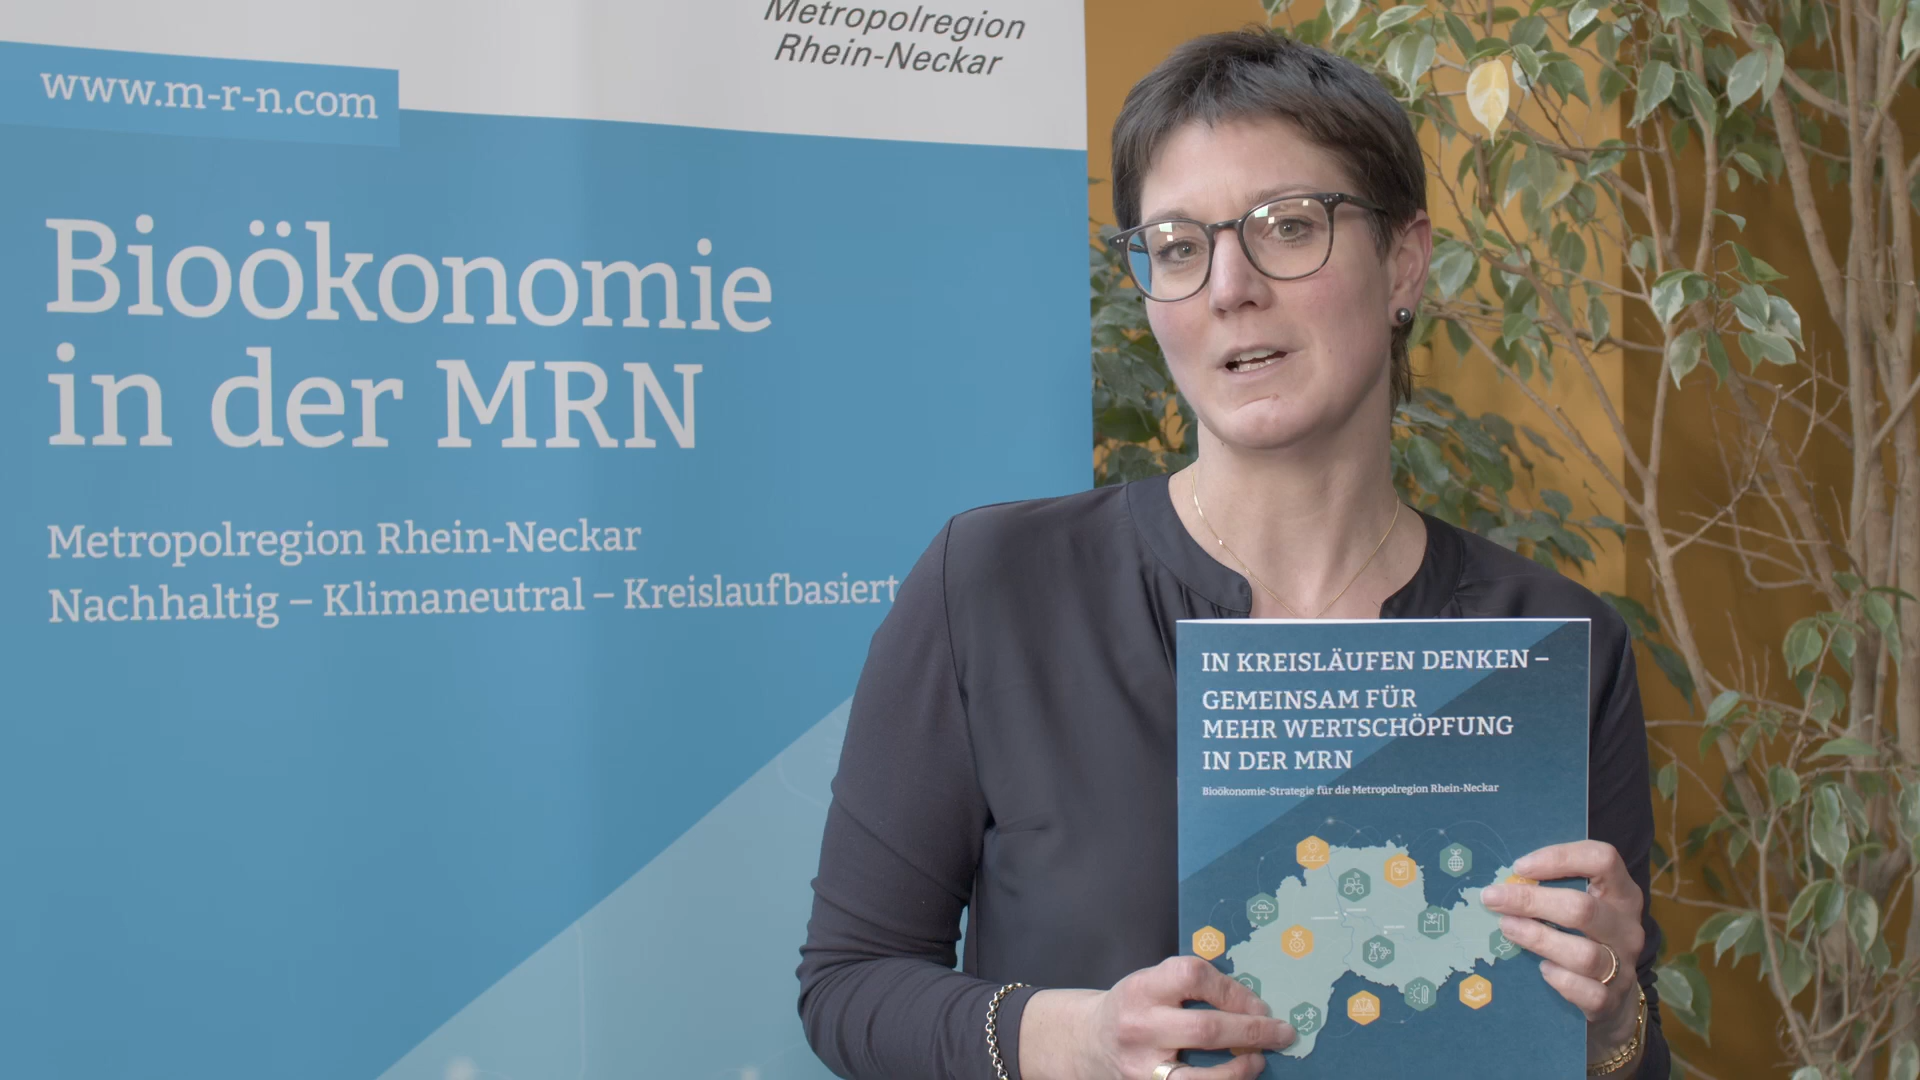 Metropolregion
Rhein-Neckar
www.m-r-n.com
Bioökonomie
in der MRN
Metropolregion Rhein-Neckar
Nachhaltig – Klimaneutral – Kreislaufbasiert
IN KREISLÄUFEN DENKEN –
GEMEINSAM FÜR
MEHR WERTSCHÖPFUNG
IN DER MRN
Bioökonomie-Strategie für die Metropolregion Rhein-Neckar